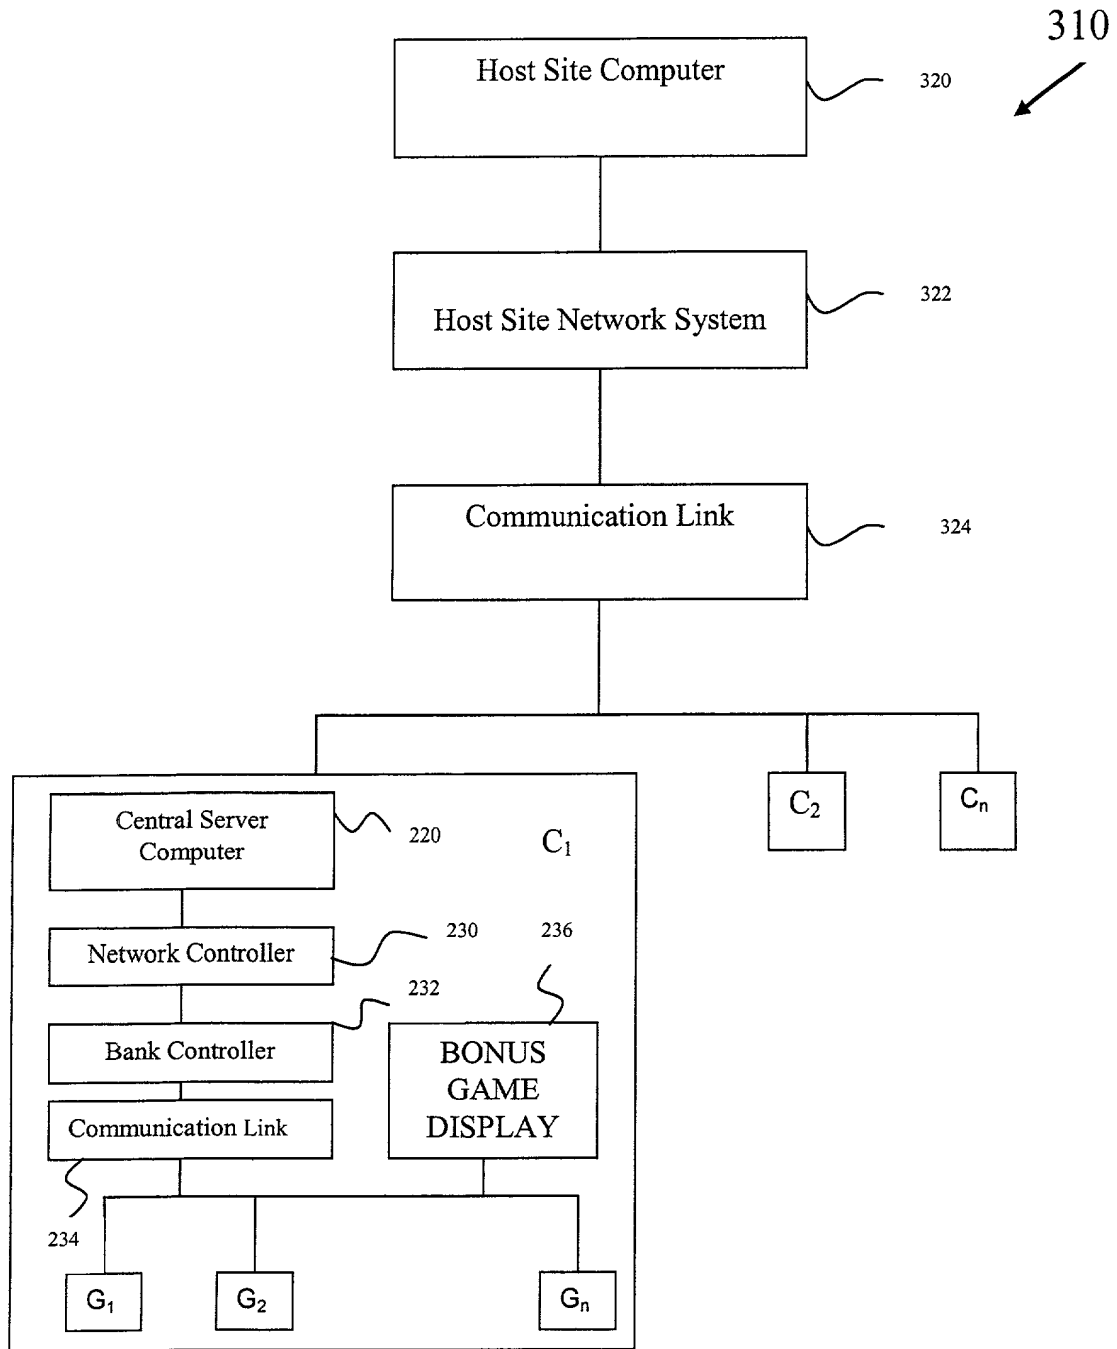 310
Host Site Computer
320
Host Site Network System
322
Communication Link
324
Central Server
Computer
220
C₁
C₂
Cₙ
Network Controller
230
236
232
Bank Controller
BONUS
GAME
DISPLAY
Communication Link
234
G₁
G₂
Gₙ